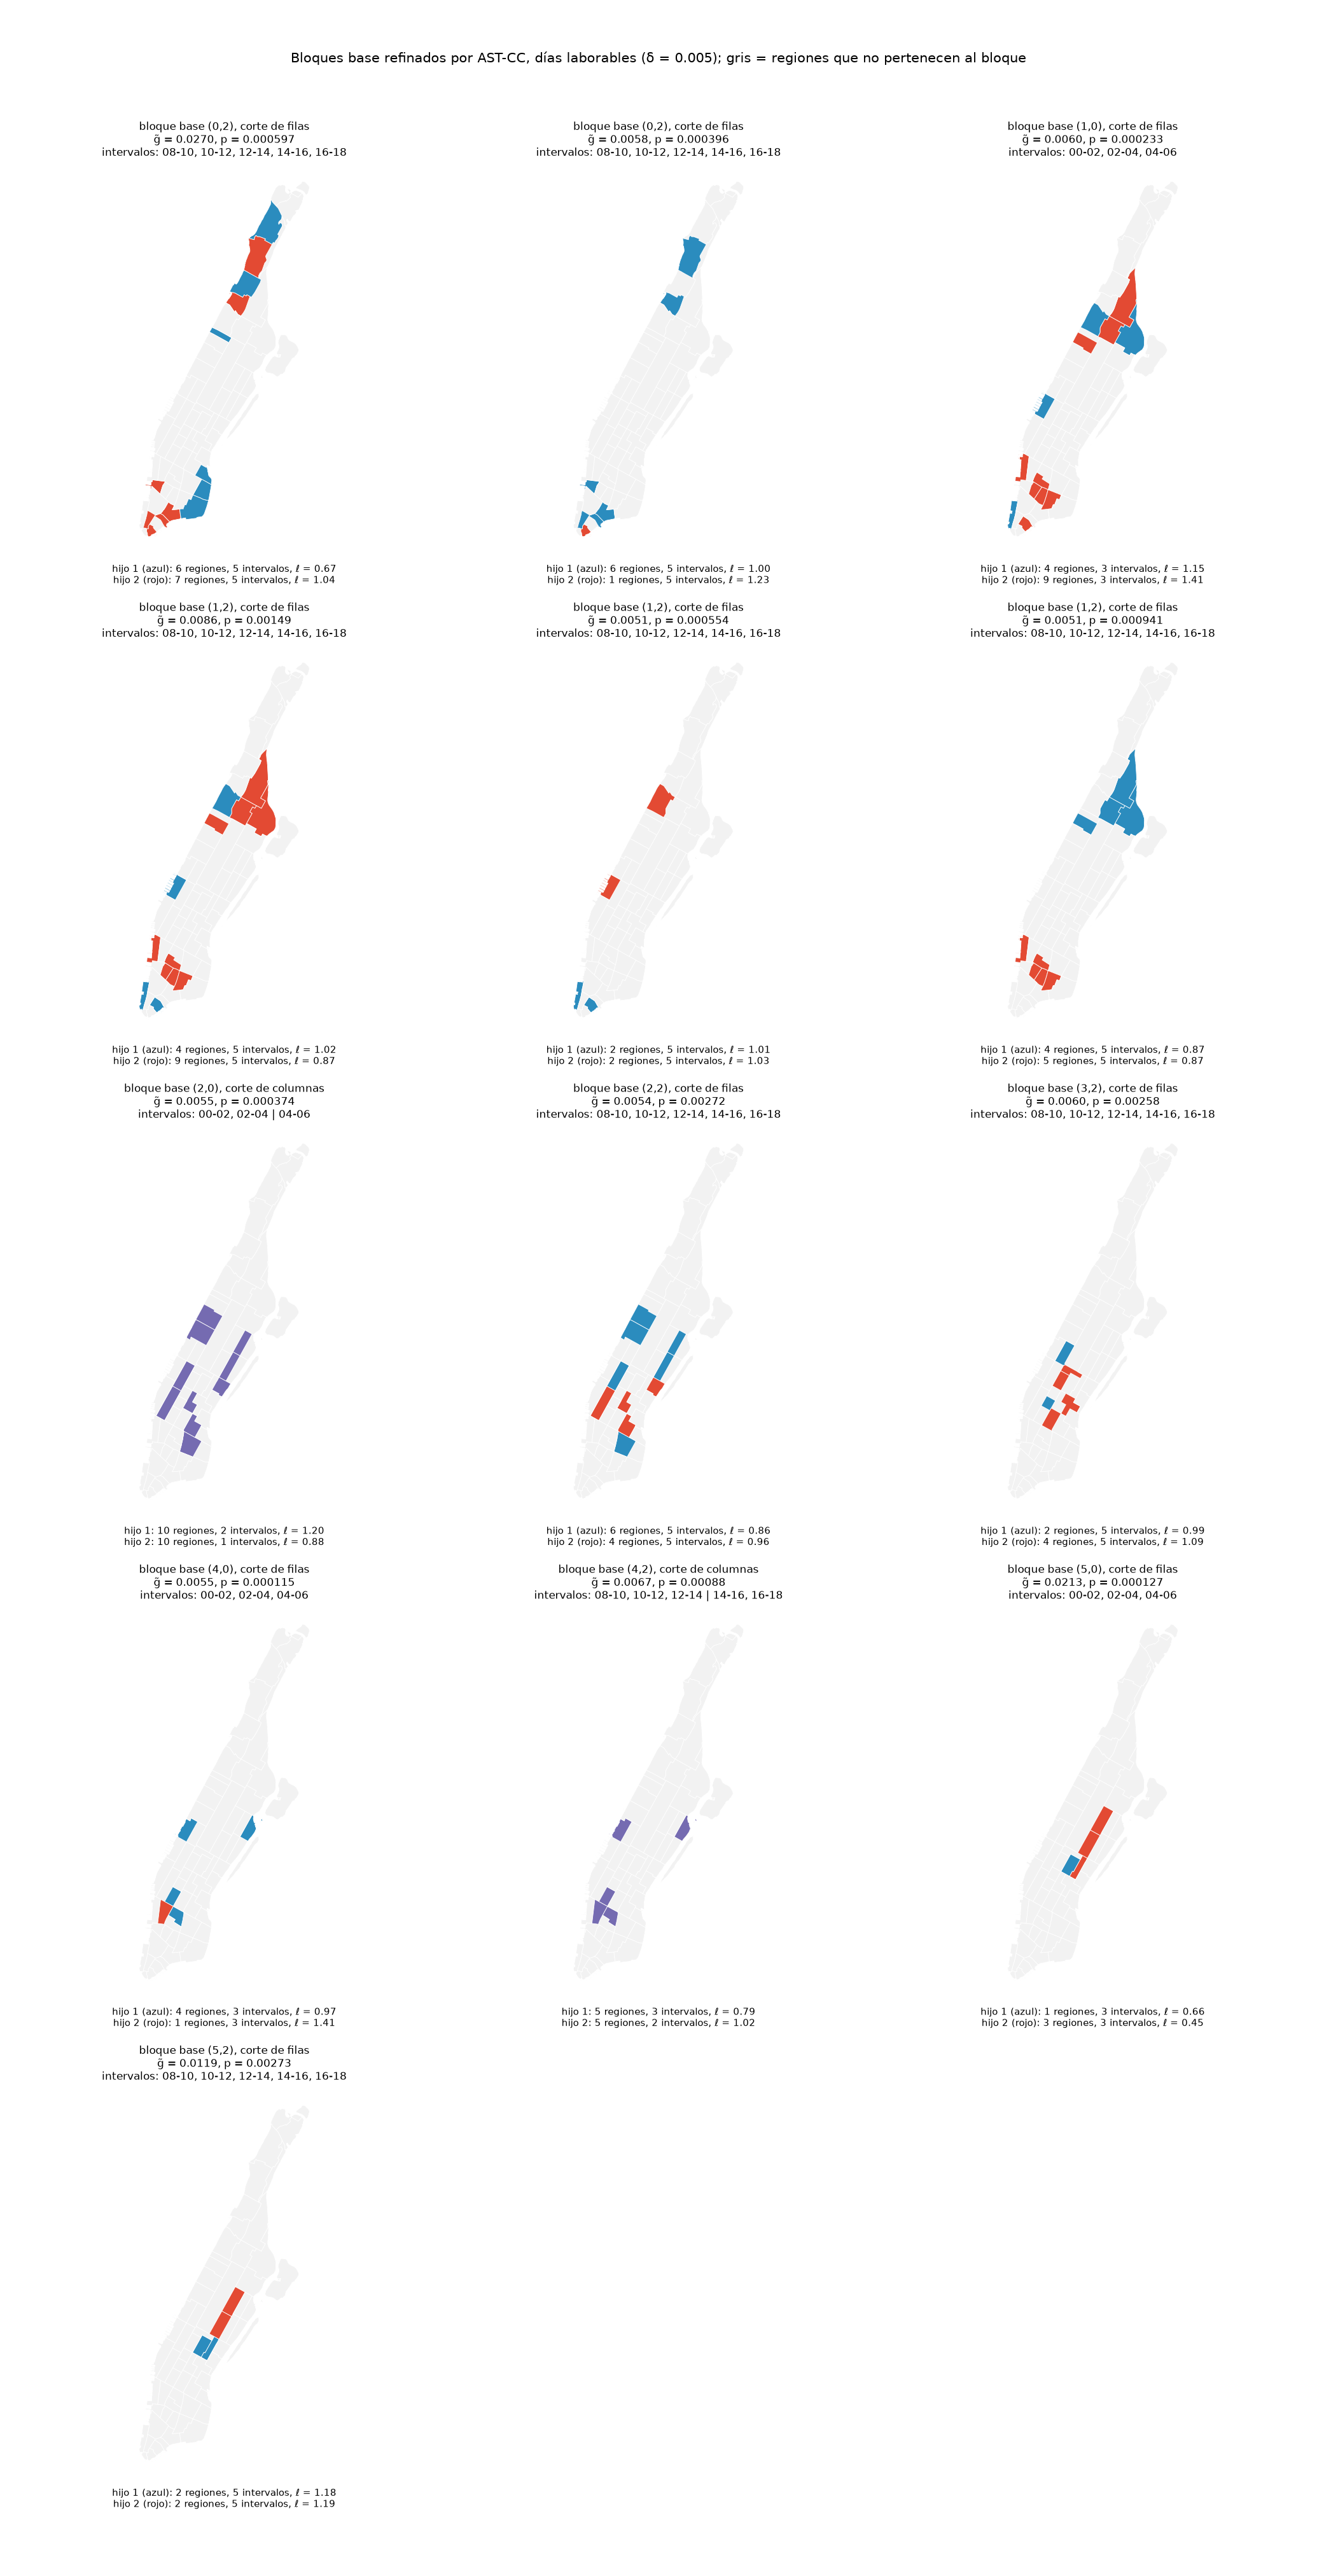 Bloques base refinados por AST-CC, días laborables (δ = 0.005); gris = regiones que no pertenecen al bloque
bloque base (0,2), corte de filas
g̃ = 0.0270, p = 0.000597
intervalos: 08-10, 10-12, 12-14, 14-16, 16-18
hijo 1 (azul): 6 regiones, 5 intervalos, ℓ = 0.67
hijo 2 (rojo): 7 regiones, 5 intervalos, ℓ = 1.04
bloque base (0,2), corte de filas
g̃ = 0.0058, p = 0.000396
intervalos: 08-10, 10-12, 12-14, 14-16, 16-18
hijo 1 (azul): 6 regiones, 5 intervalos, ℓ = 1.00
hijo 2 (rojo): 1 regiones, 5 intervalos, ℓ = 1.23
bloque base (1,0), corte de filas
g̃ = 0.0060, p = 0.000233
intervalos: 00-02, 02-04, 04-06
hijo 1 (azul): 4 regiones, 3 intervalos, ℓ = 1.15
hijo 2 (rojo): 9 regiones, 3 intervalos, ℓ = 1.41
bloque base (1,2), corte de filas
g̃ = 0.0086, p = 0.00149
intervalos: 08-10, 10-12, 12-14, 14-16, 16-18
hijo 1 (azul): 4 regiones, 5 intervalos, ℓ = 1.02
hijo 2 (rojo): 9 regiones, 5 intervalos, ℓ = 0.87
bloque base (1,2), corte de filas
g̃ = 0.0051, p = 0.000554
intervalos: 08-10, 10-12, 12-14, 14-16, 16-18
hijo 1 (azul): 2 regiones, 5 intervalos, ℓ = 1.01
hijo 2 (rojo): 2 regiones, 5 intervalos, ℓ = 1.03
bloque base (1,2), corte de filas
g̃ = 0.0051, p = 0.000941
intervalos: 08-10, 10-12, 12-14, 14-16, 16-18
hijo 1 (azul): 4 regiones, 5 intervalos, ℓ = 0.87
hijo 2 (rojo): 5 regiones, 5 intervalos, ℓ = 0.87
bloque base (2,0), corte de columnas
g̃ = 0.0055, p = 0.000374
intervalos: 00-02, 02-04 | 04-06
hijo 1: 10 regiones, 2 intervalos, ℓ = 1.20
hijo 2: 10 regiones, 1 intervalos, ℓ = 0.88
bloque base (2,2), corte de filas
g̃ = 0.0054, p = 0.00272
intervalos: 08-10, 10-12, 12-14, 14-16, 16-18
hijo 1 (azul): 6 regiones, 5 intervalos, ℓ = 0.86
hijo 2 (rojo): 4 regiones, 5 intervalos, ℓ = 0.96
bloque base (3,2), corte de filas
g̃ = 0.0060, p = 0.00258
intervalos: 08-10, 10-12, 12-14, 14-16, 16-18
hijo 1 (azul): 2 regiones, 5 intervalos, ℓ = 0.99
hijo 2 (rojo): 4 regiones, 5 intervalos, ℓ = 1.09
bloque base (4,0), corte de filas
g̃ = 0.0055, p = 0.000115
intervalos: 00-02, 02-04, 04-06
hijo 1 (azul): 4 regiones, 3 intervalos, ℓ = 0.97
hijo 2 (rojo): 1 regiones, 3 intervalos, ℓ = 1.41
bloque base (4,2), corte de columnas
g̃ = 0.0067, p = 0.00088
intervalos: 08-10, 10-12, 12-14 | 14-16, 16-18
hijo 1: 5 regiones, 3 intervalos, ℓ = 0.79
hijo 2: 5 regiones, 2 intervalos, ℓ = 1.02
bloque base (5,0), corte de filas
g̃ = 0.0213, p = 0.000127
intervalos: 00-02, 02-04, 04-06
hijo 1 (azul): 1 regiones, 3 intervalos, ℓ = 0.66
hijo 2 (rojo): 3 regiones, 3 intervalos, ℓ = 0.45
bloque base (5,2), corte de filas
g̃ = 0.0119, p = 0.00273
intervalos: 08-10, 10-12, 12-14, 14-16, 16-18
hijo 1 (azul): 2 regiones, 5 intervalos, ℓ = 1.18
hijo 2 (rojo): 2 regiones, 5 intervalos, ℓ = 1.19